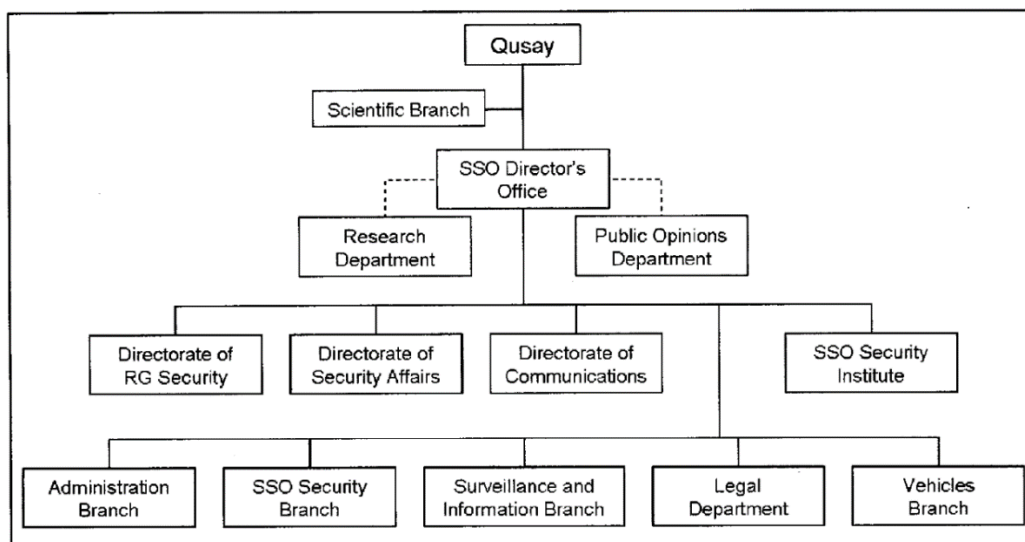 Qusay
Scientific Branch
SSO Director's
Office
Research
Department
Public Opinions
Department
Directorate of
RG Security
Directorate of
Security Affairs
Directorate of
Communications
SSO Security
Institute
Administration
Branch
SSO Security
Branch
Surveillance and
Information Branch
Legal
Department
Vehicles
Branch